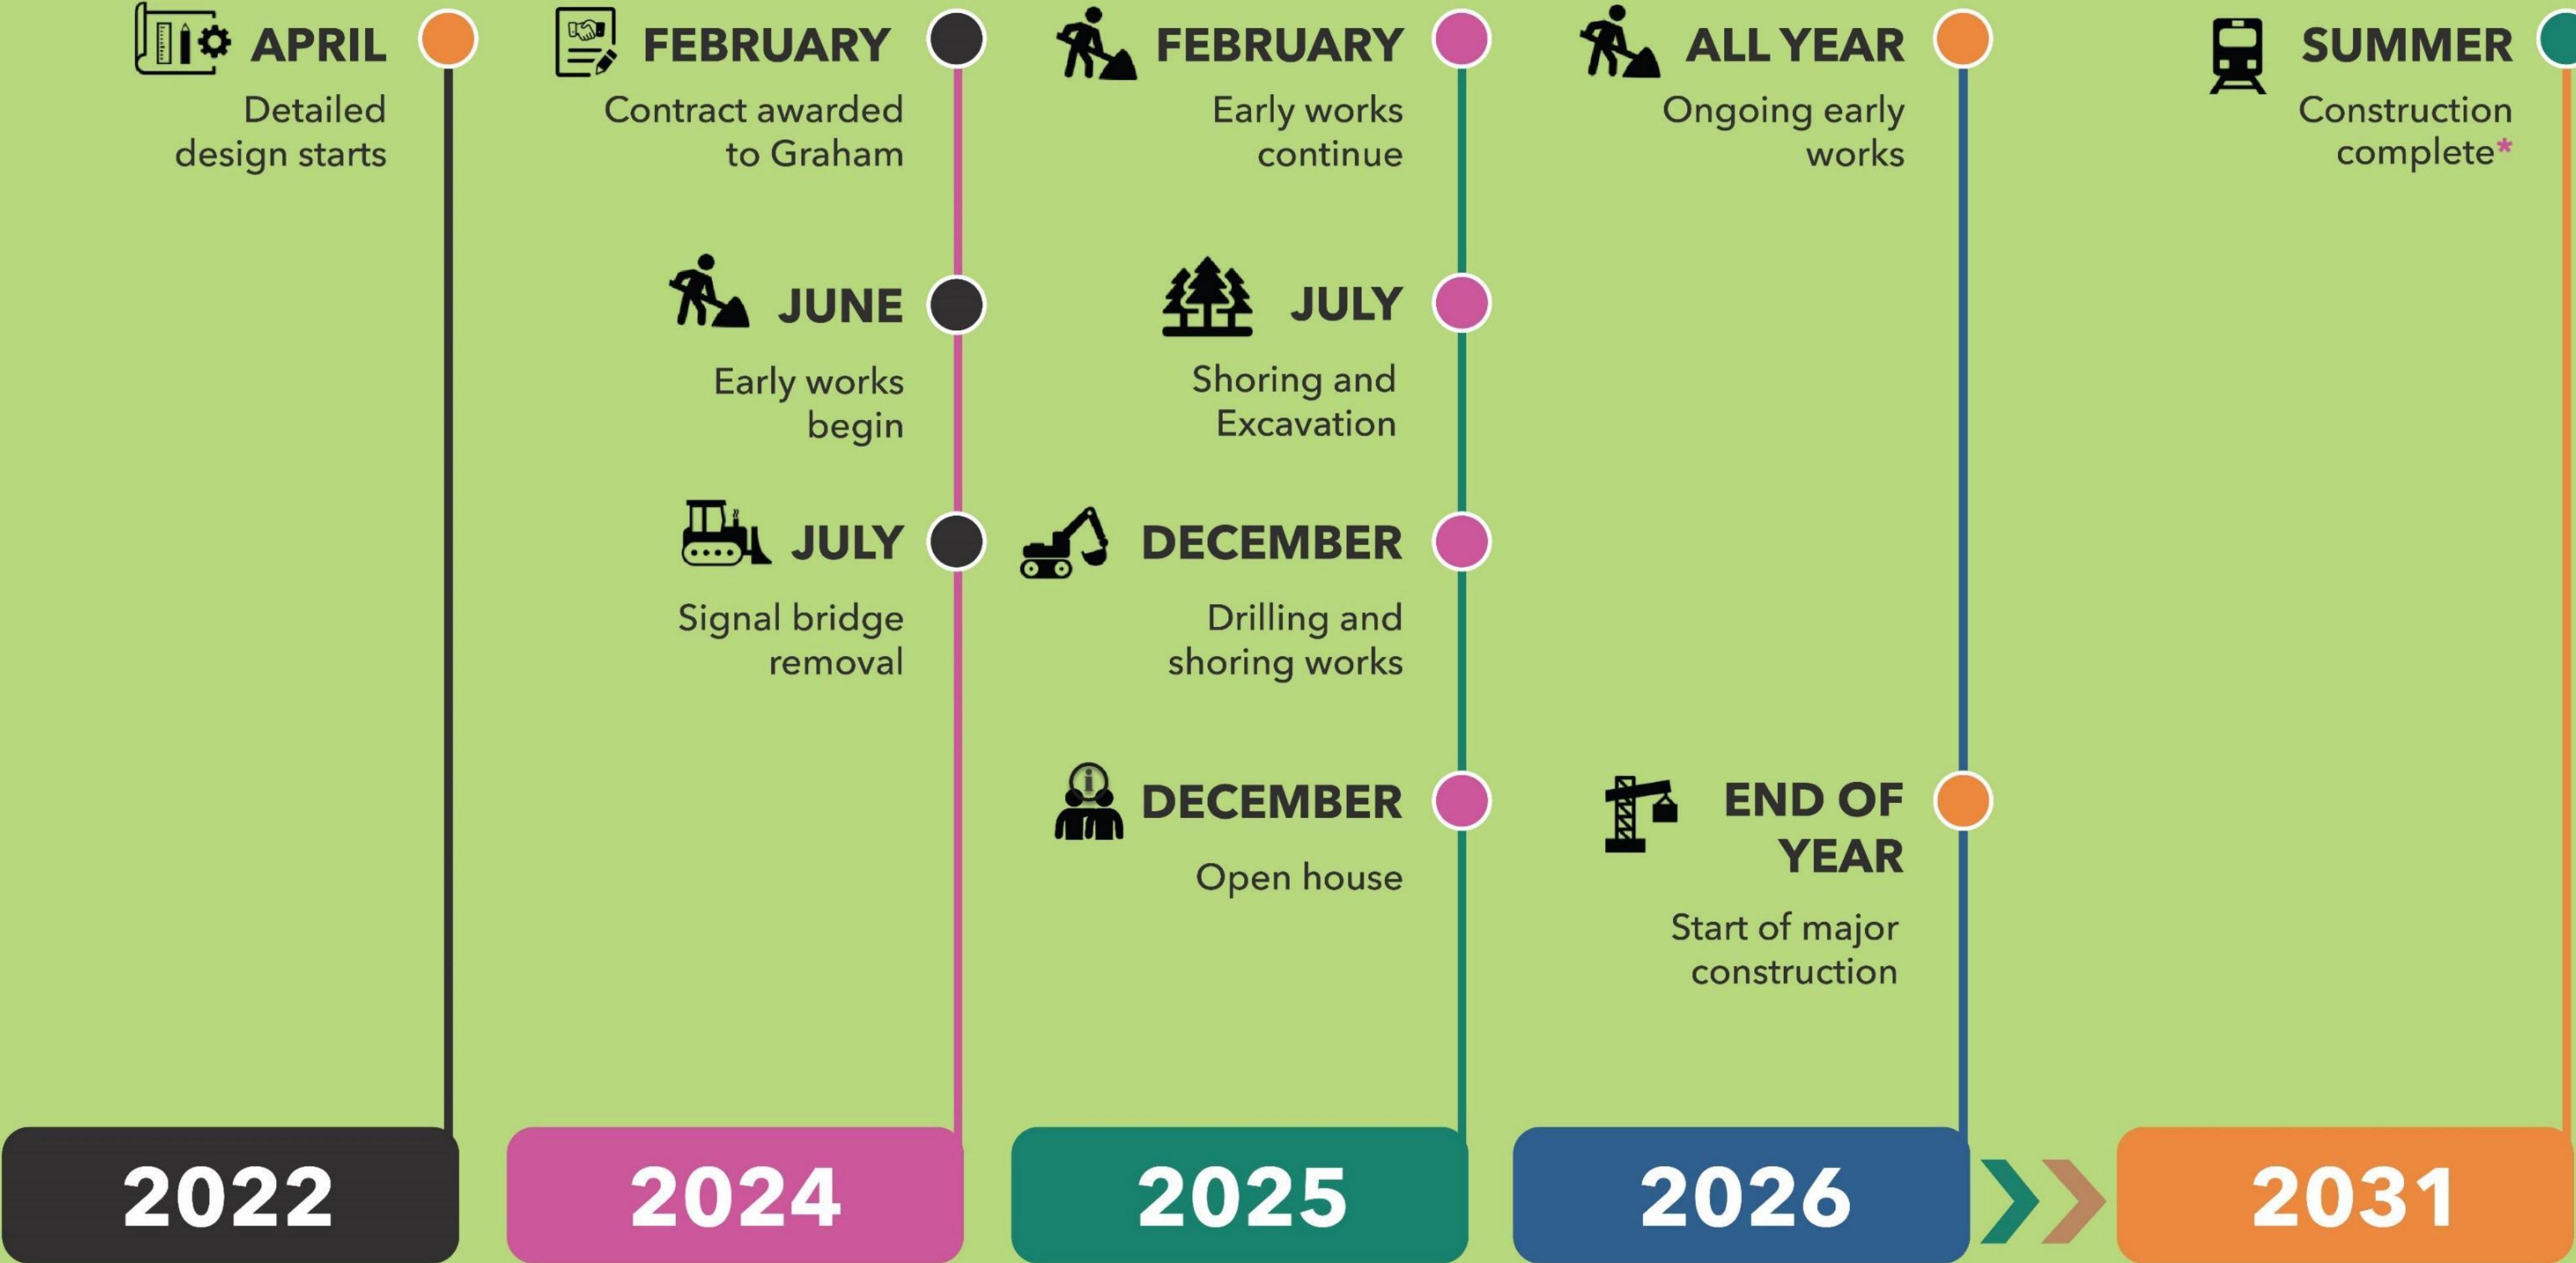 APRIL
Detailed
design starts
2022
FEBRUARY
Contract awarded
to Graham
JUNE
Early works
begin
JULY
Signal bridge
removal
2024
FEBRUARY
Early works
continue
JULY
Shoring and
Excavation
DECEMBER
Drilling and
shoring works
i
DECEMBER
Open house
2025
ALL YEAR
Ongoing early
works
END OF
YEAR
Start of major
construction
2026
SUMMER
Construction
complete*
2031